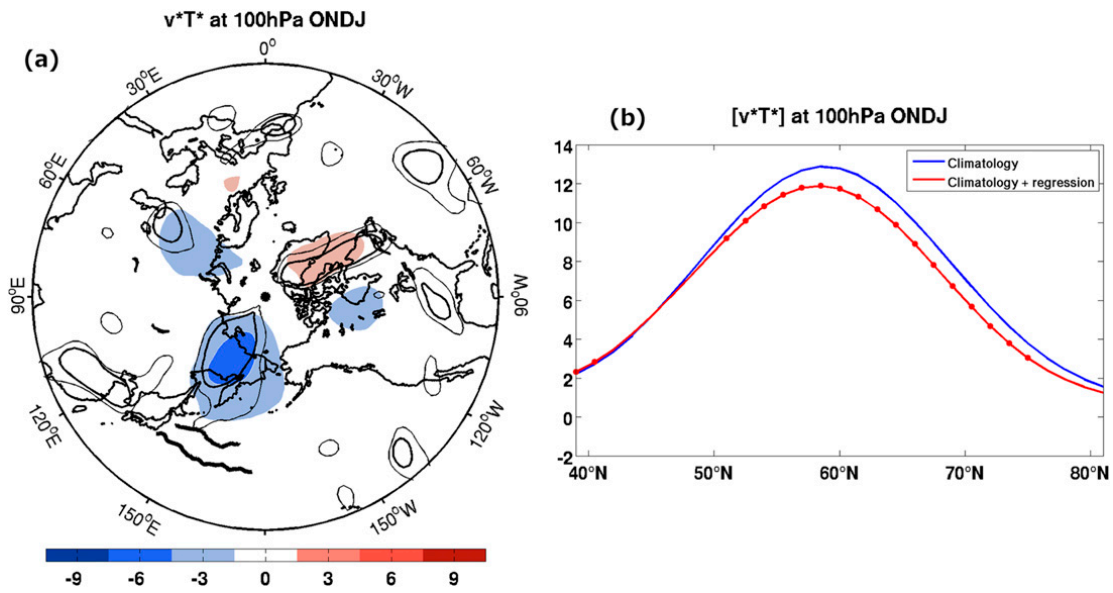 v*T* at 100hPa ONDJ
(a)
0°
30°E
30°W
60°E
60°W
90°E
90°W
120°E
120°W
150°E
150°W
-9 -6 -3 0 3 6 9
(b)
[v*T*] at 100hPa ONDJ
Climatology
Climatology + regression
14
12
10
8
6
4
2
0
-2
40°N 50°N 60°N 70°N 80°N